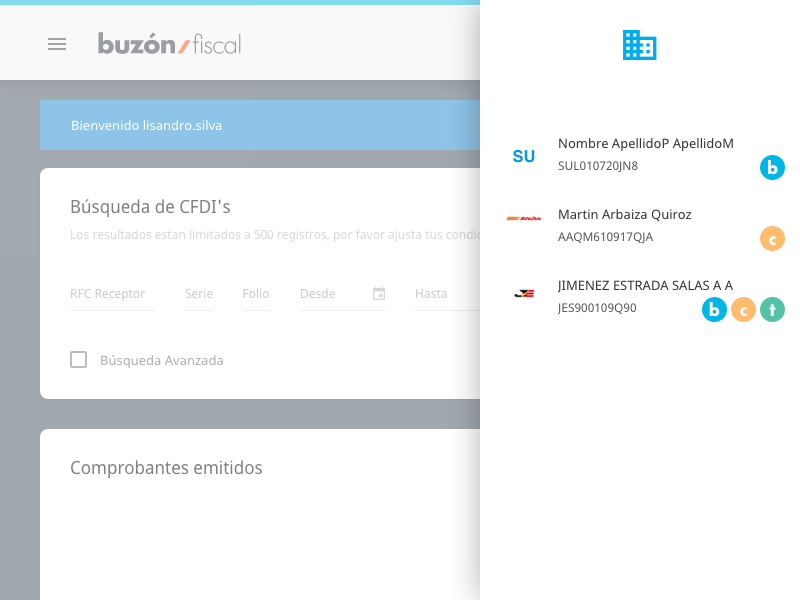 buzón/fiscal
Bienvenido lisandro.silva
Búsqueda de CFDI's
Los resultados estan limitados a 500 registros, por favor ajusta tus condic
RFC Receptor
Serie
Folio
Desde
Hasta
Búsqueda Avanzada
Comprobantes emitidos
SU
Nombre ApellidoP ApellidoM
SUL010720JN8
b
Martin Arbaiza Quiroz
AAQM610917QJA
c
JIMENEZ ESTRADA SALAS A A
JES900109Q90
b c t